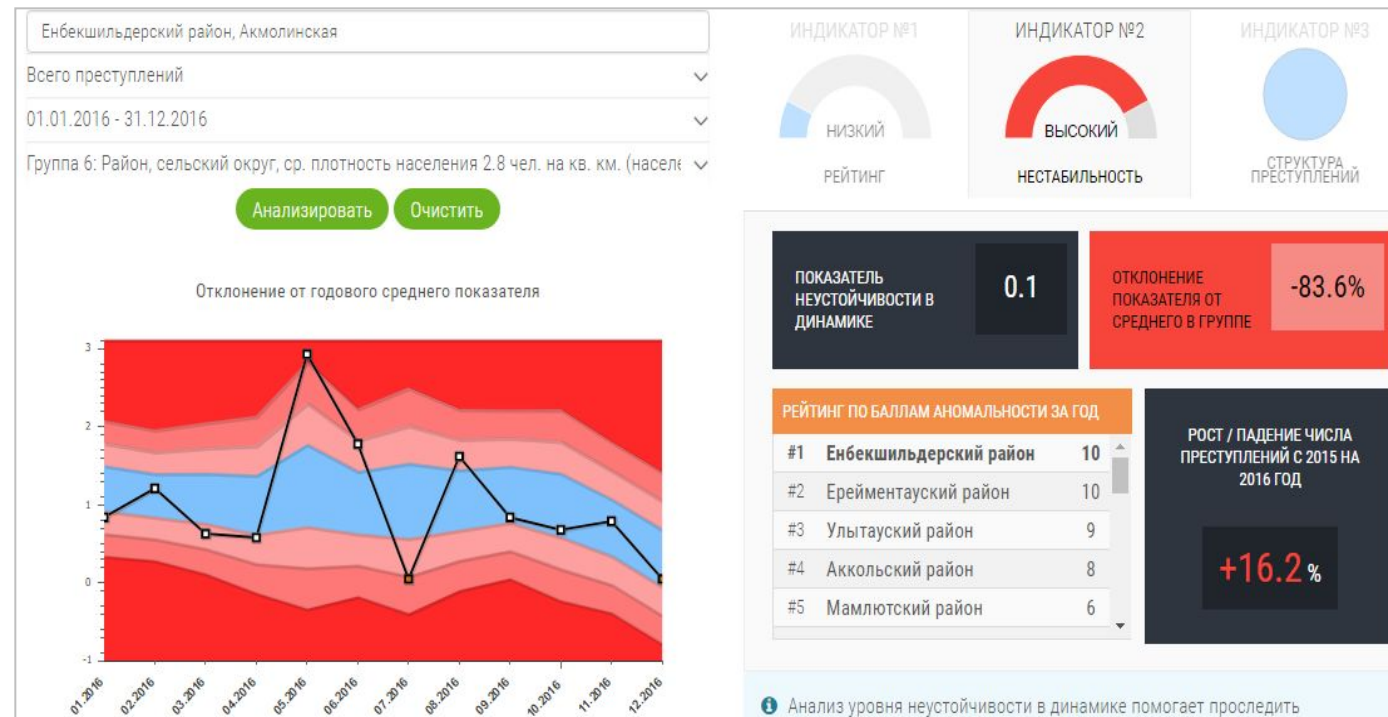 Енбекшильдерский район, Акмолинская
Всего преступлений
01.01.2016 - 31.12.2016
Группа 6: Район, сельский округ, ср. плотность населения 2.8 чел. на кв. км. (населе
Анализировать Очистить
Отклонение от годового среднего показателя
3
2
1
0
-1
01.2016 02.2016 03.2016 04.2016 05.2016 06.2016 07.2016 08.2016 09.2016 10.2016 11.2016 12.2016
ИНДИКАТОР №1
НИЗКИЙ
РЕЙТИНГ
ИНДИКАТОР №2
ВЫСОКИЙ
НЕСТАБИЛЬНОСТЬ
ИНДИКАТОР №3
СТРУКТУРА
ПРЕСТУПЛЕНИЙ
ПОКАЗАТЕЛЬ
НЕУСТОЙЧИВОСТИ В
ДИНАМИКЕ
0.1
ОТКЛОНЕНИЕ
ПОКАЗАТЕЛЯ ОТ
СРЕДНЕГО В ГРУППЕ
-83.6%
РЕЙТИНГ ПО БАЛЛАМ АНОМАЛЬНОСТИ ЗА ГОД
#1 Енбекшильдерский район 10
#2 Ерейментауский район 10
#3 Улытауский район 9
#4 Аккольский район 8
#5 Мамлютский район 6
РОСТ / ПАДЕНИЕ ЧИСЛА
ПРЕСТУПЛЕНИЙ С 2015 НА
2016 ГОД
+16.2 %
Анализ уровня неустойчивости в динамике помогает проследить